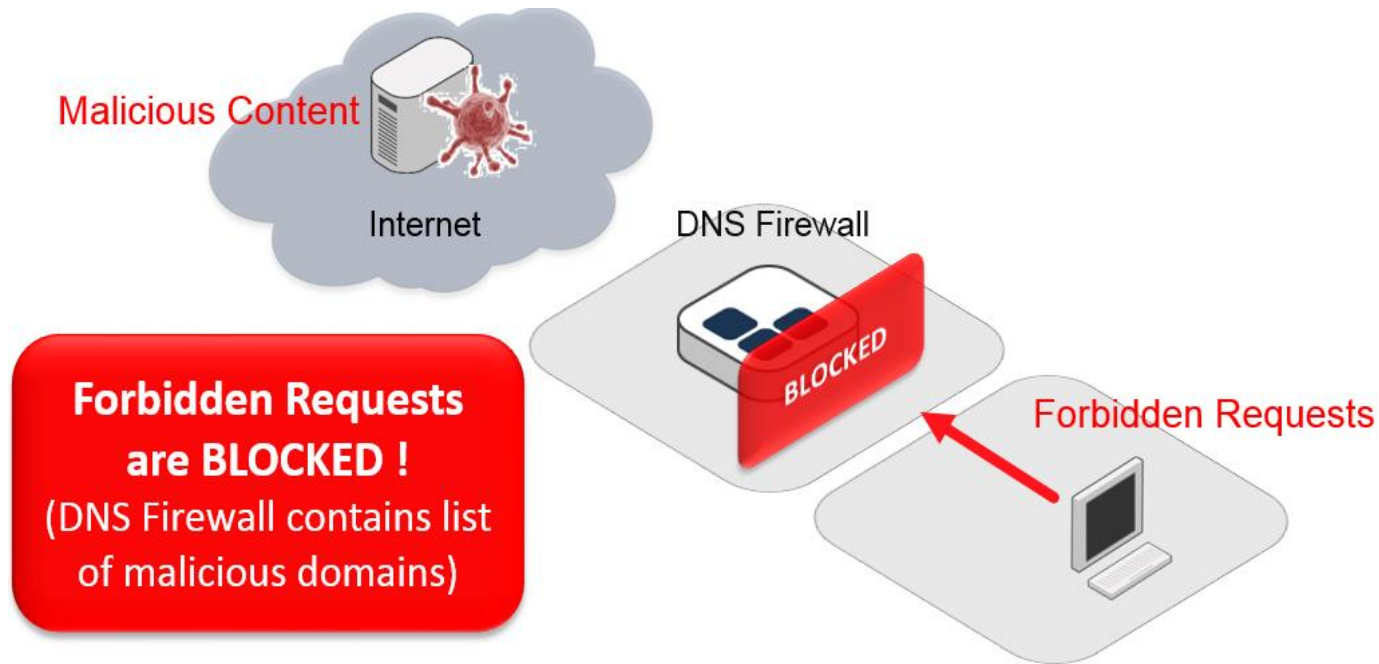 Malicious Content
Internet
DNS Firewall
BLOCKED
Forbidden Requests
Forbidden Requests
are BLOCKED !
(DNS Firewall contains list
of malicious domains)